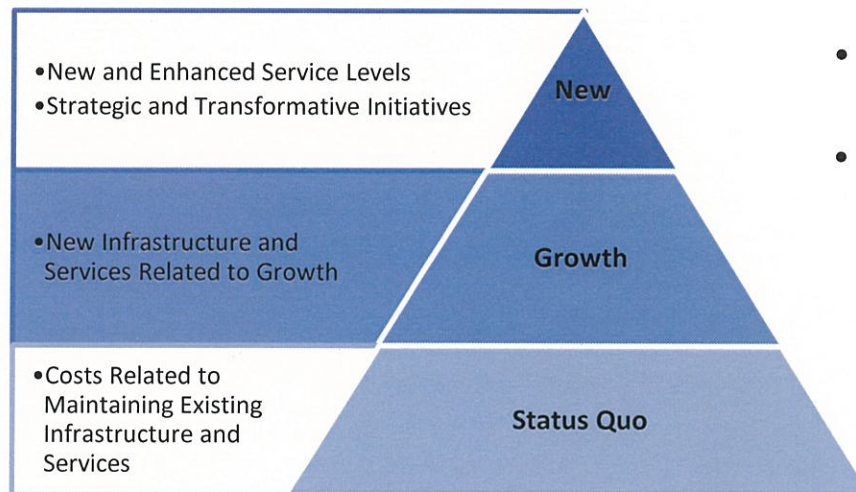 •New and Enhanced Service Levels
•Strategic and Transformative Initiatives
New
•New Infrastructure and
Services Related to Growth
Growth
•Costs Related to
Maintaining Existing
Infrastructure and
Services
Status Quo
•
•